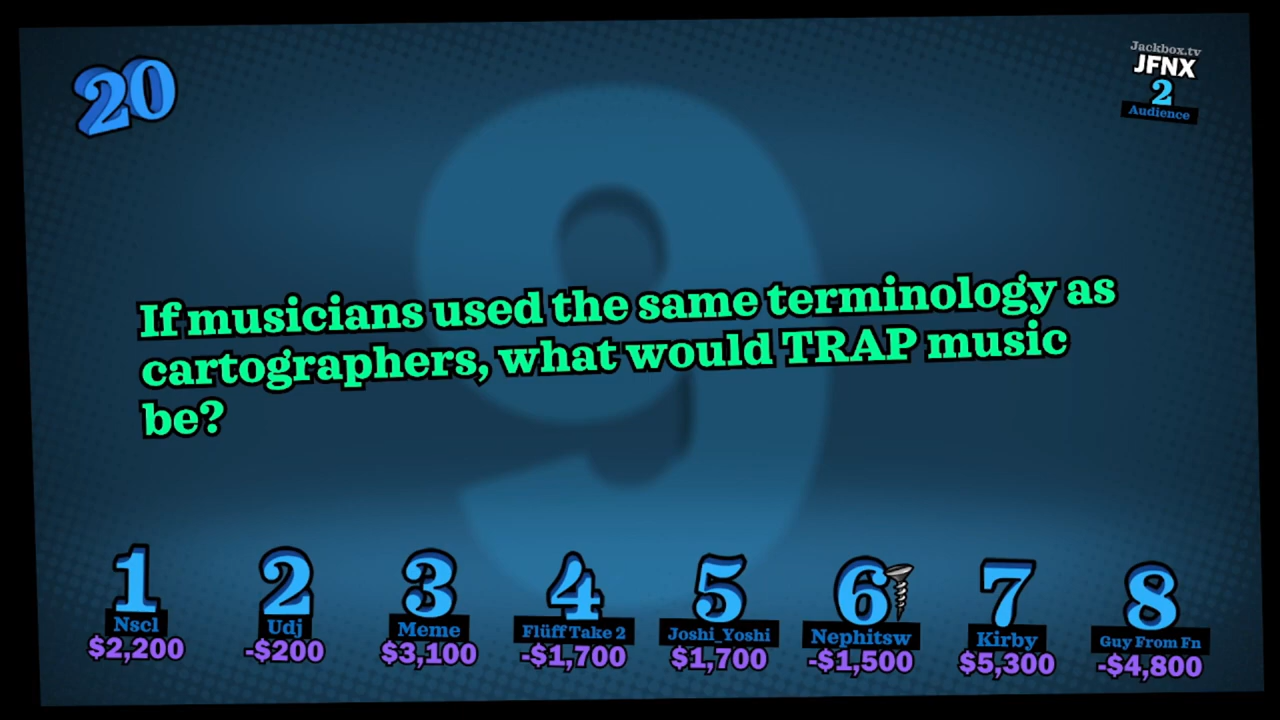 20
Jackbox.tv
JFNX
2
Audience
9
If musicians used the same terminology as
cartographers, what would TRAP music
be?
1 2 3 4 5 6 7 8
Nscl Udj Meme Flüff Take 2 Joshi_Yoshi Nephitsw Kirby Guy From Fn
$2,200 -$200 $3,100 -$1,700 $1,700 -$1,500 $5,300 -$4,800